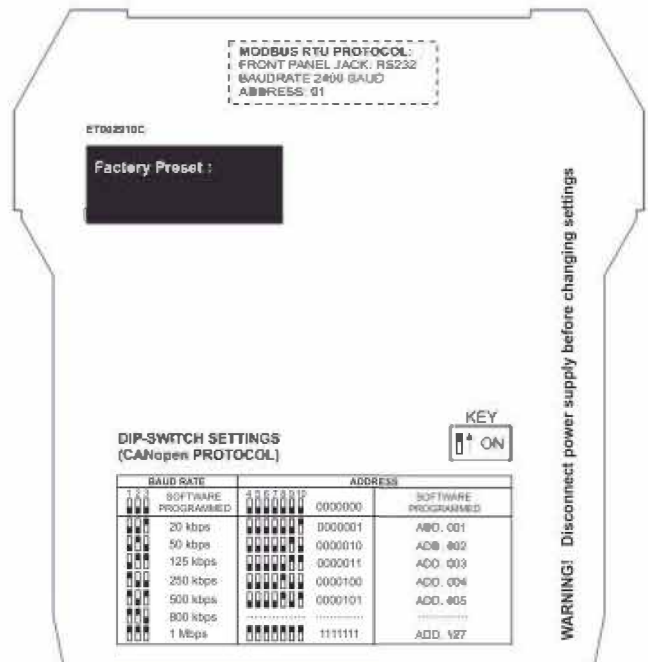 MODBUS RTU PROTOCOL:
FRONT PANEL JACK: RS232
BAUDRATE 2400 BAUD
ADDRESS: 01
ET002910C
Factory Preset :
WARNING! Disconnect power supply before changing settings
KEY
ON
DIP-SWITCH SETTINGS
(CANopen PROTOCOL)
BAUD RATE ADDRESS
1 2 3 SOFTWARE PROGRAMMED 4 5 6 7 8 9 10 0000000 SOFTWARE PROGRAMMED
20 kbps 0000001 ADD. 001
50 kbps 0000010 ADD. 002
125 kbps 0000011 ADD. 003
250 kbps 0000100 ADD. 004
500 kbps 0000101 ADD. 005
800 kbps ............ ............
1 Mbps 1111111 ADD. 127